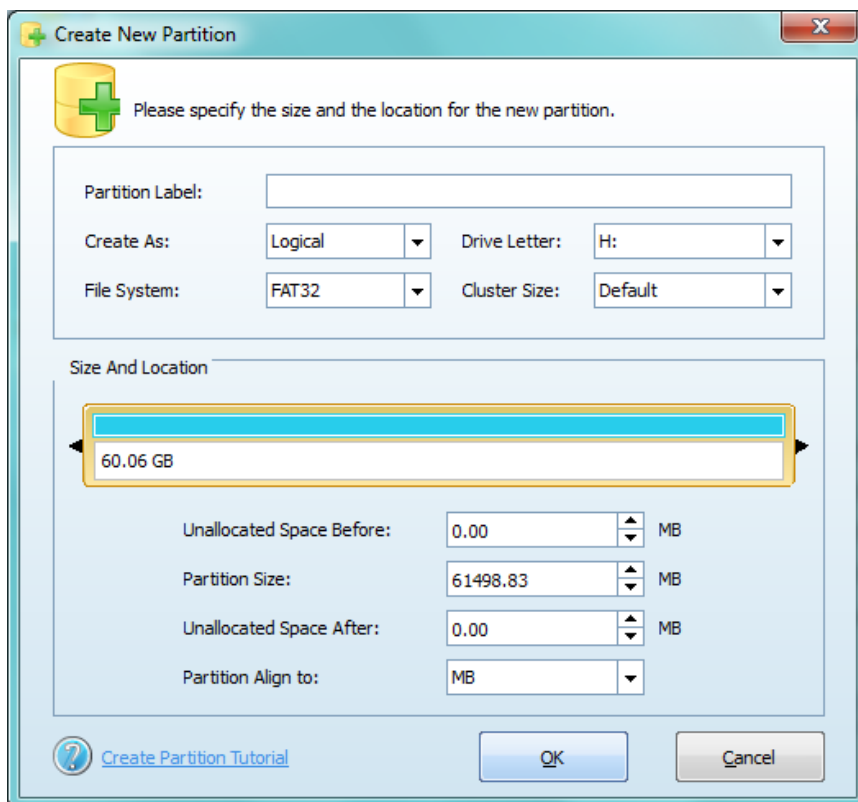 Create New Partition
Please specify the size and the location for the new partition.
Partition Label:
Create As: Logical Drive Letter: H:
File System: FAT32 Cluster Size: Default
Size And Location
60.06 GB
Unallocated Space Before: 0.00 MB
Partition Size: 61498.83 MB
Unallocated Space After: 0.00 MB
Partition Align to: MB
Create Partition Tutorial OK Cancel